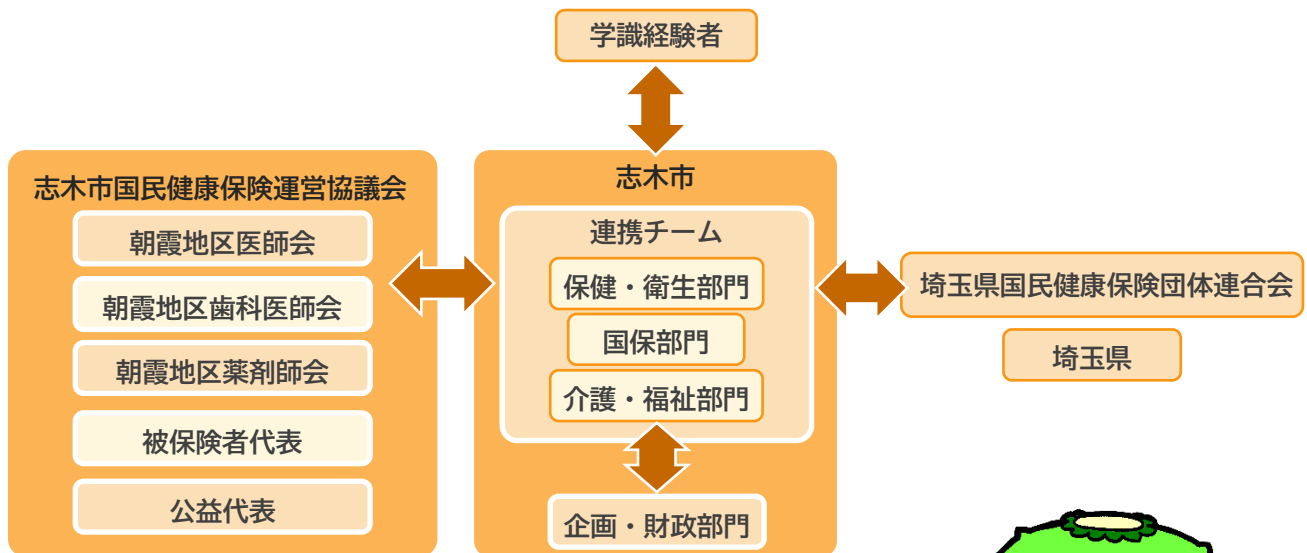 学識経験者
志木市国民健康保険運営協議会
朝霞地区医師会
朝霞地区歯科医師会
朝霞地区薬剤師会
被保険者代表
公益代表
志木市
連携チーム
保健・衛生部門
国保部門
介護・福祉部門
企画・財政部門
埼玉県国民健康保険団体連合会
埼玉県